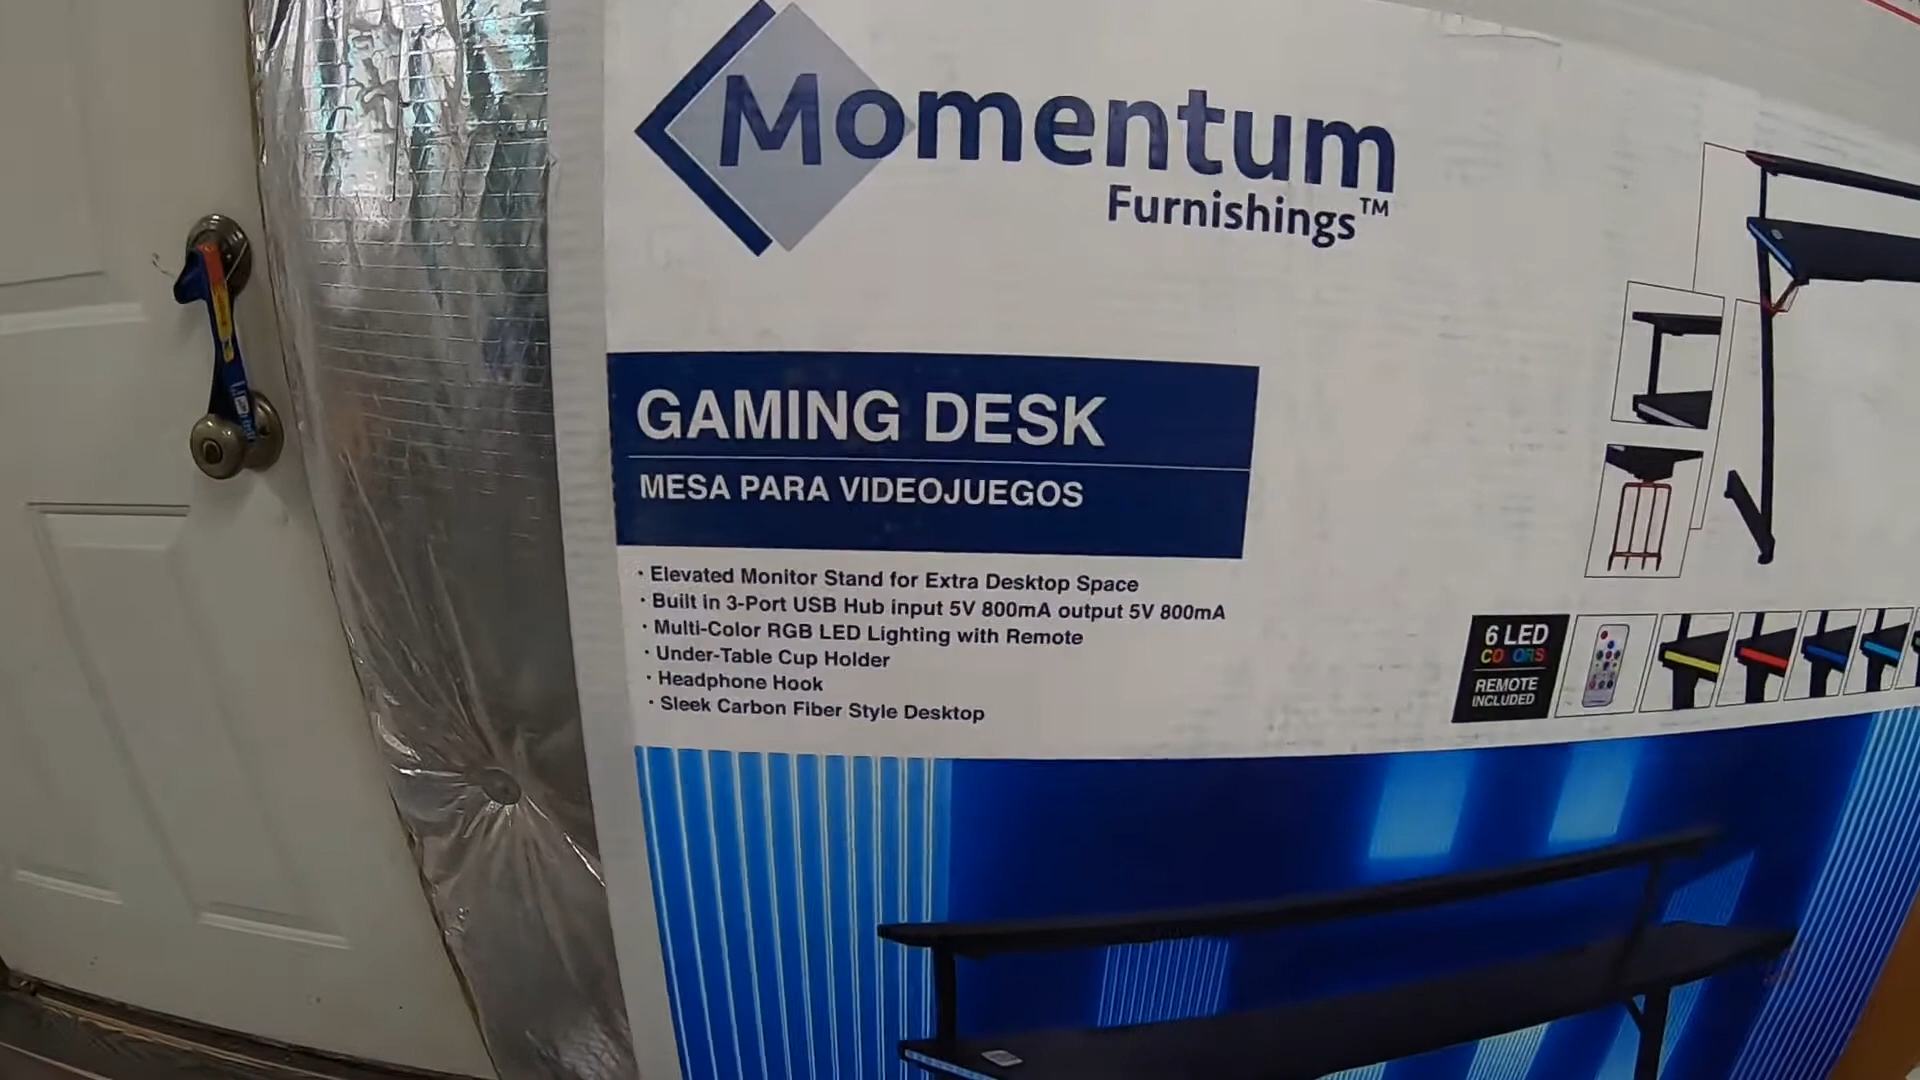 Momentum
Furnishings™
GAMING DESK
MESA PARA VIDEOJUEGOS
· Elevated Monitor Stand for Extra Desktop Space
· Built in 3-Port USB Hub input 5V 800mA output 5V 800mA
· Multi-Color RGB LED Lighting with Remote
· Under-Table Cup Holder
· Headphone Hook
· Sleek Carbon Fiber Style Desktop
6 LED
COLORS
REMOTE
INCLUDED